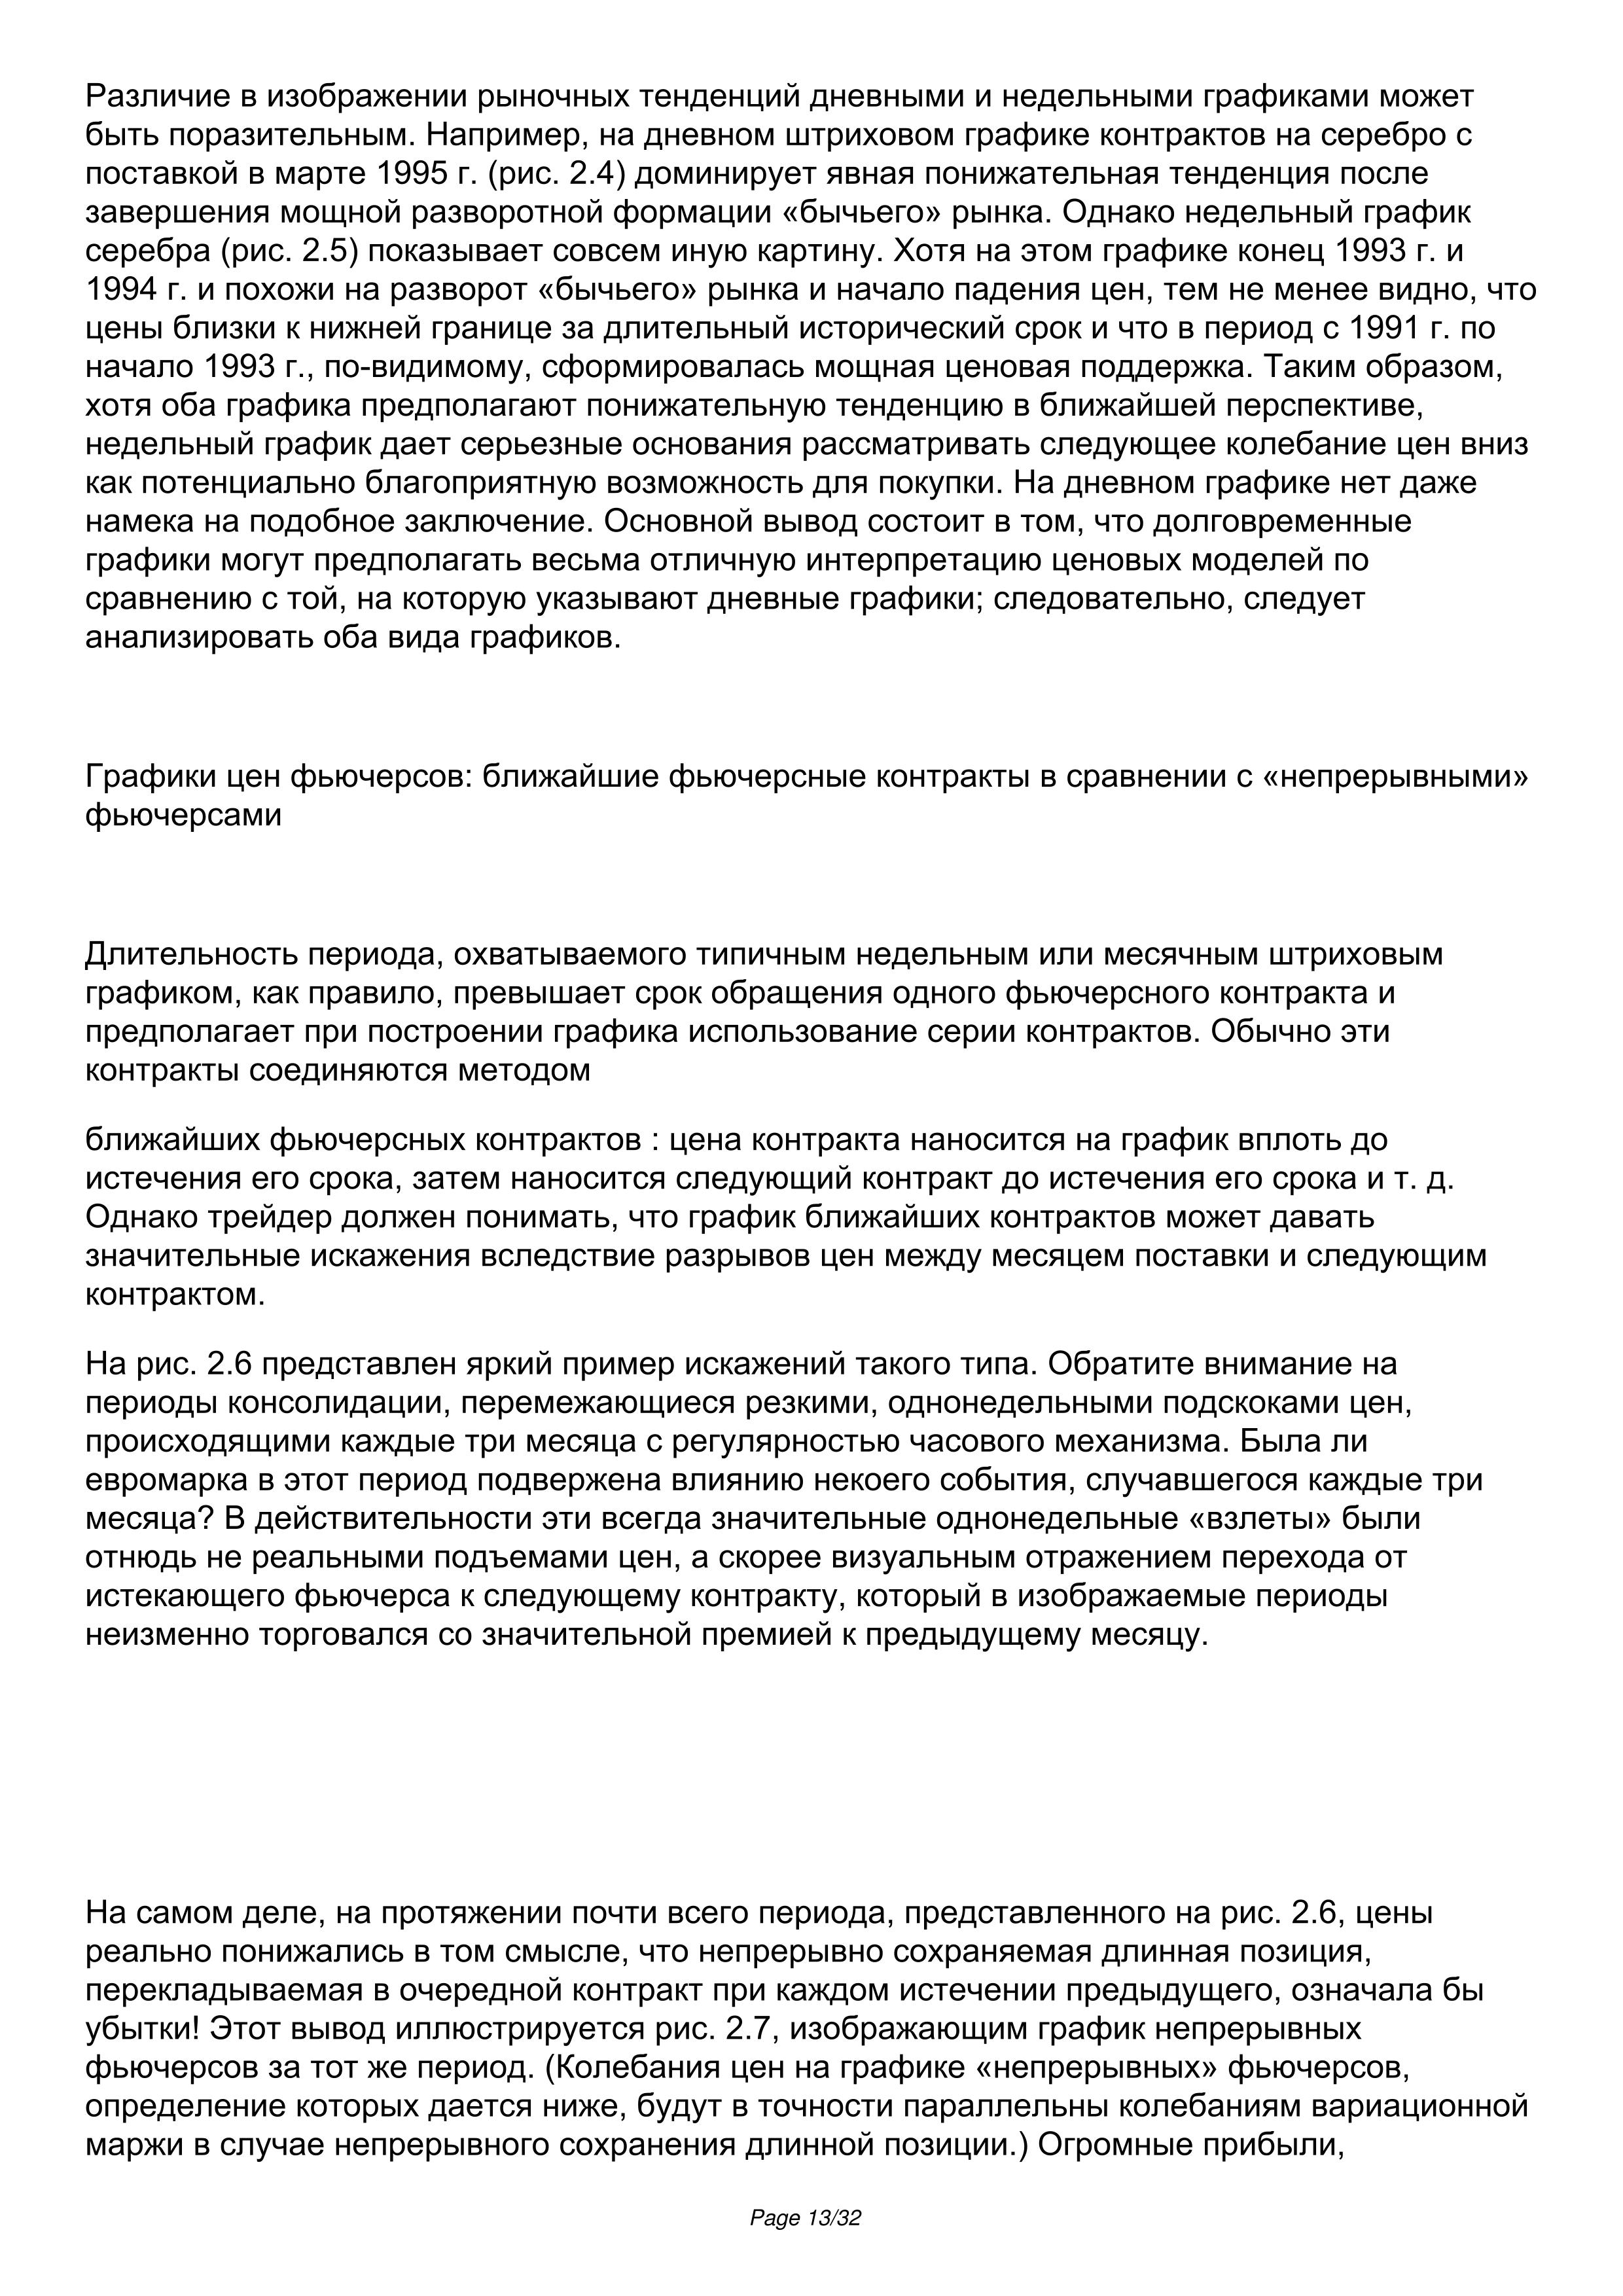 Различие в изображении рыночных тенденций дневными и недельными графиками может
быть поразительным. Например, на дневном штриховом графике контрактов на серебро с
поставкой в марте 1995 г. (рис. 2.4) доминирует явная понижательная тенденция после
завершения мощной разворотной формации «бычьего» рынка. Однако недельный график
серебра (рис. 2.5) показывает совсем иную картину. Хотя на этом графике конец 1993 г. и
1994 г. и похожи на разворот «бычьего» рынка и начало падения цен, тем не менее видно, что
цены близки к нижней границе за длительный исторический срок и что в период с 1991 г. по
начало 1993 г., по-видимому, сформировалась мощная ценовая поддержка. Таким образом,
хотя оба графика предполагают понижательную тенденцию в ближайшей перспективе,
недельный график дает серьезные основания рассматривать следующее колебание цен вниз
как потенциально благоприятную возможность для покупки. На дневном графике нет даже
намека на подобное заключение. Основной вывод состоит в том, что долговременные
графики могут предполагать весьма отличную интерпретацию ценовых моделей по
сравнению с той, на которую указывают дневные графики; следовательно, следует
анализировать оба вида графиков.
Графики цен фьючерсов: ближайшие фьючерсные контракты в сравнении с «непрерывными»
фьючерсами
Длительность периода, охватываемого типичным недельным или месячным штриховым
графиком, как правило, превышает срок обращения одного фьючерсного контракта и
предполагает при построении графика использование серии контрактов. Обычно эти
контракты соединяются методом
ближайших фьючерсных контрактов : цена контракта наносится на график вплоть до
истечения его срока, затем наносится следующий контракт до истечения его срока и т. д.
Однако трейдер должен понимать, что график ближайших контрактов может давать
значительные искажения вследствие разрывов цен между месяцем поставки и следующим
контрактом.
На рис. 2.6 представлен яркий пример искажений такого типа. Обратите внимание на
периоды консолидации, перемежающиеся резкими, однонедельными подскоками цен,
происходящими каждые три месяца с регулярностью часового механизма. Была ли
евромарка в этот период подвержена влиянию некоего события, случавшегося каждые три
месяца? В действительности эти всегда значительные однонедельные «взлеты» были
отнюдь не реальными подъемами цен, а скорее визуальным отражением перехода от
истекающего фьючерса к следующему контракту, который в изображаемые периоды
неизменно торговался со значительной премией к предыдущему месяцу.
На самом деле, на протяжении почти всего периода, представленного на рис. 2.6, цены
реально понижались в том смысле, что непрерывно сохраняемая длинная позиция,
перекладываемая в очередной контракт при каждом истечении предыдущего, означала бы
убытки! Этот вывод иллюстрируется рис. 2.7, изображающим график непрерывных
фьючерсов за тот же период. (Колебания цен на графике «непрерывных» фьючерсов,
определение которых дается ниже, будут в точности параллельны колебаниям вариационной
маржи в случае непрерывного сохранения длинной позиции.) Огромные прибыли,
Page 13/32